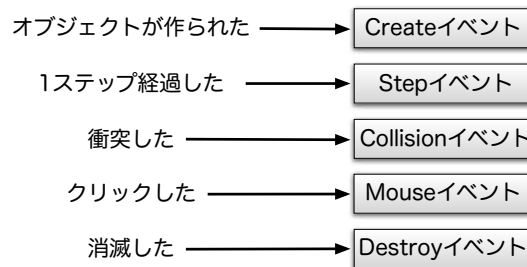 オブジェクトが作られた Createイベント
1ステップ経過した Stepイベント
衝突した Collisionイベント
クリックした Mouseイベント
消滅した Destroyイベント